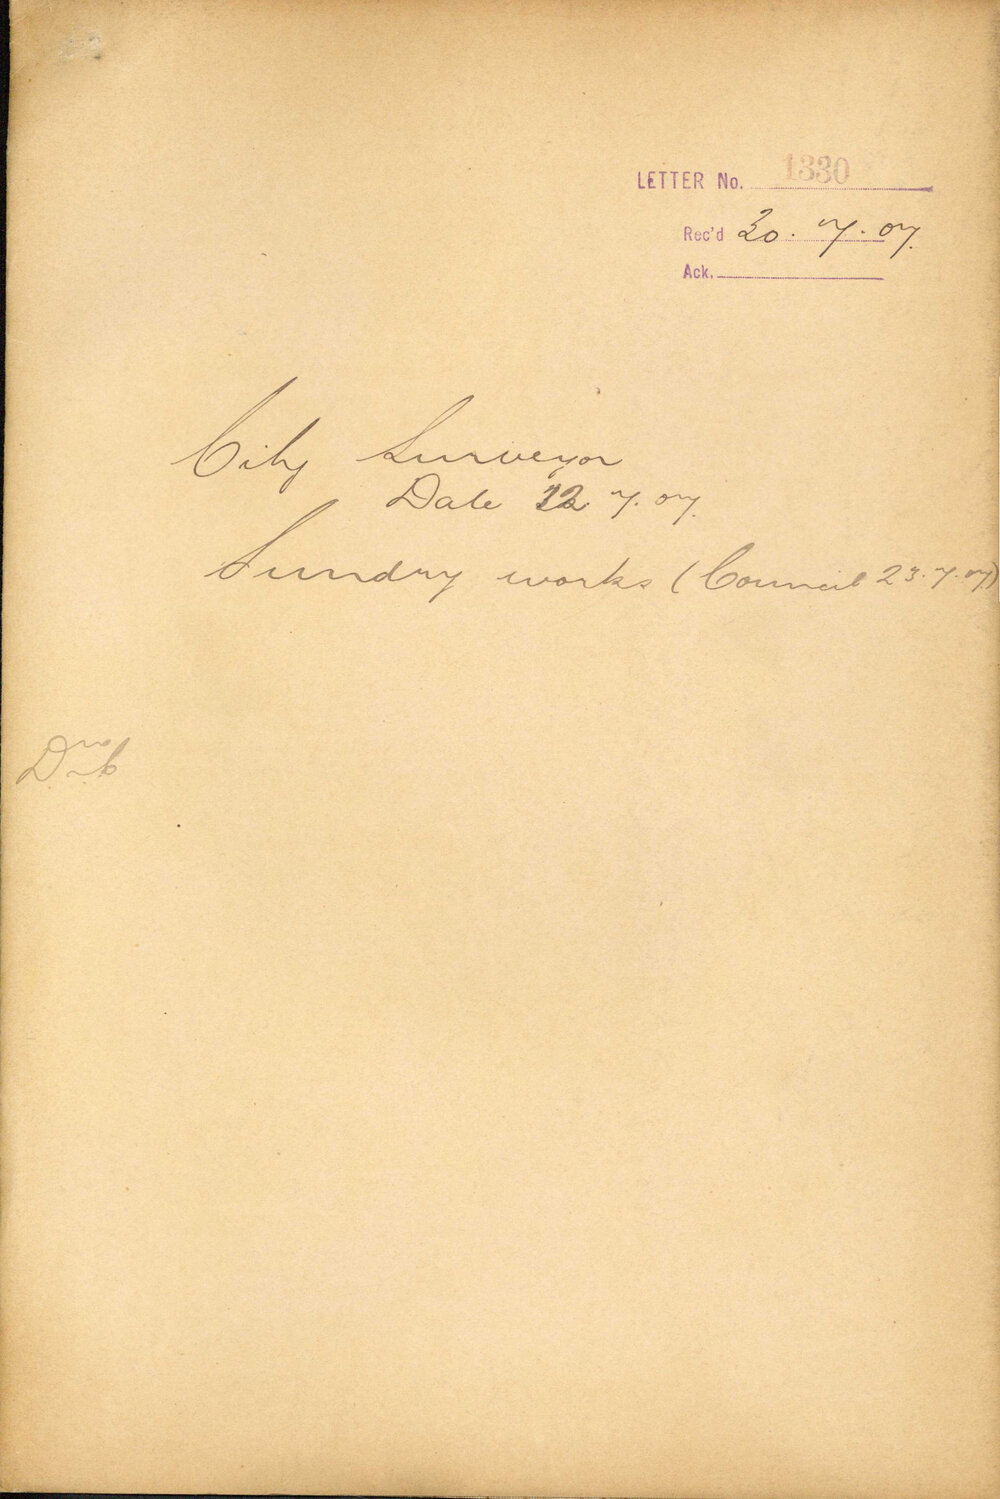 LETTER No. 1330
Rec'd 20. 7. 07.
Ack.
City Surveyor
Date 12. 7. 07.
Sundry works (Council 23.7.07)